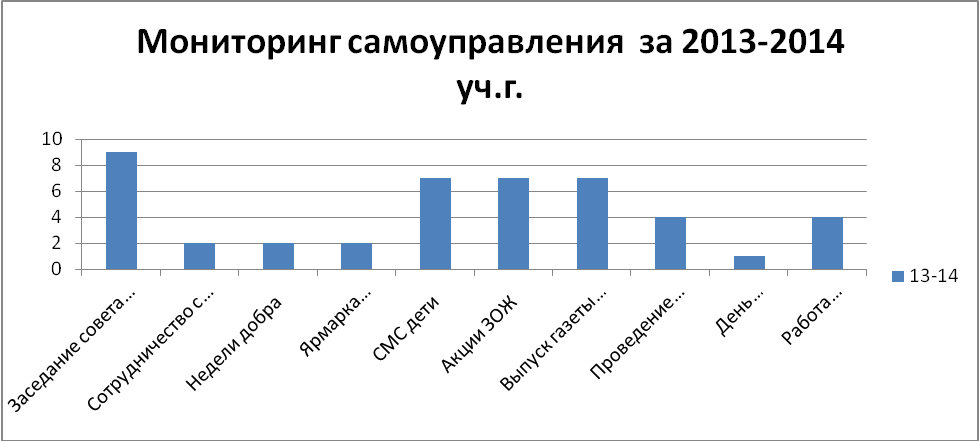 Мониторинг самоуправления за 2013-2014
уч.г.
10
8
6
4
2
0
Заседание совета...
Сотрудничество с...
Недели добра
Ярмарка...
СМС дети
Акции ЗОЖ
Выпуск газеты...
Проведение...
День...
Работа...
13-14